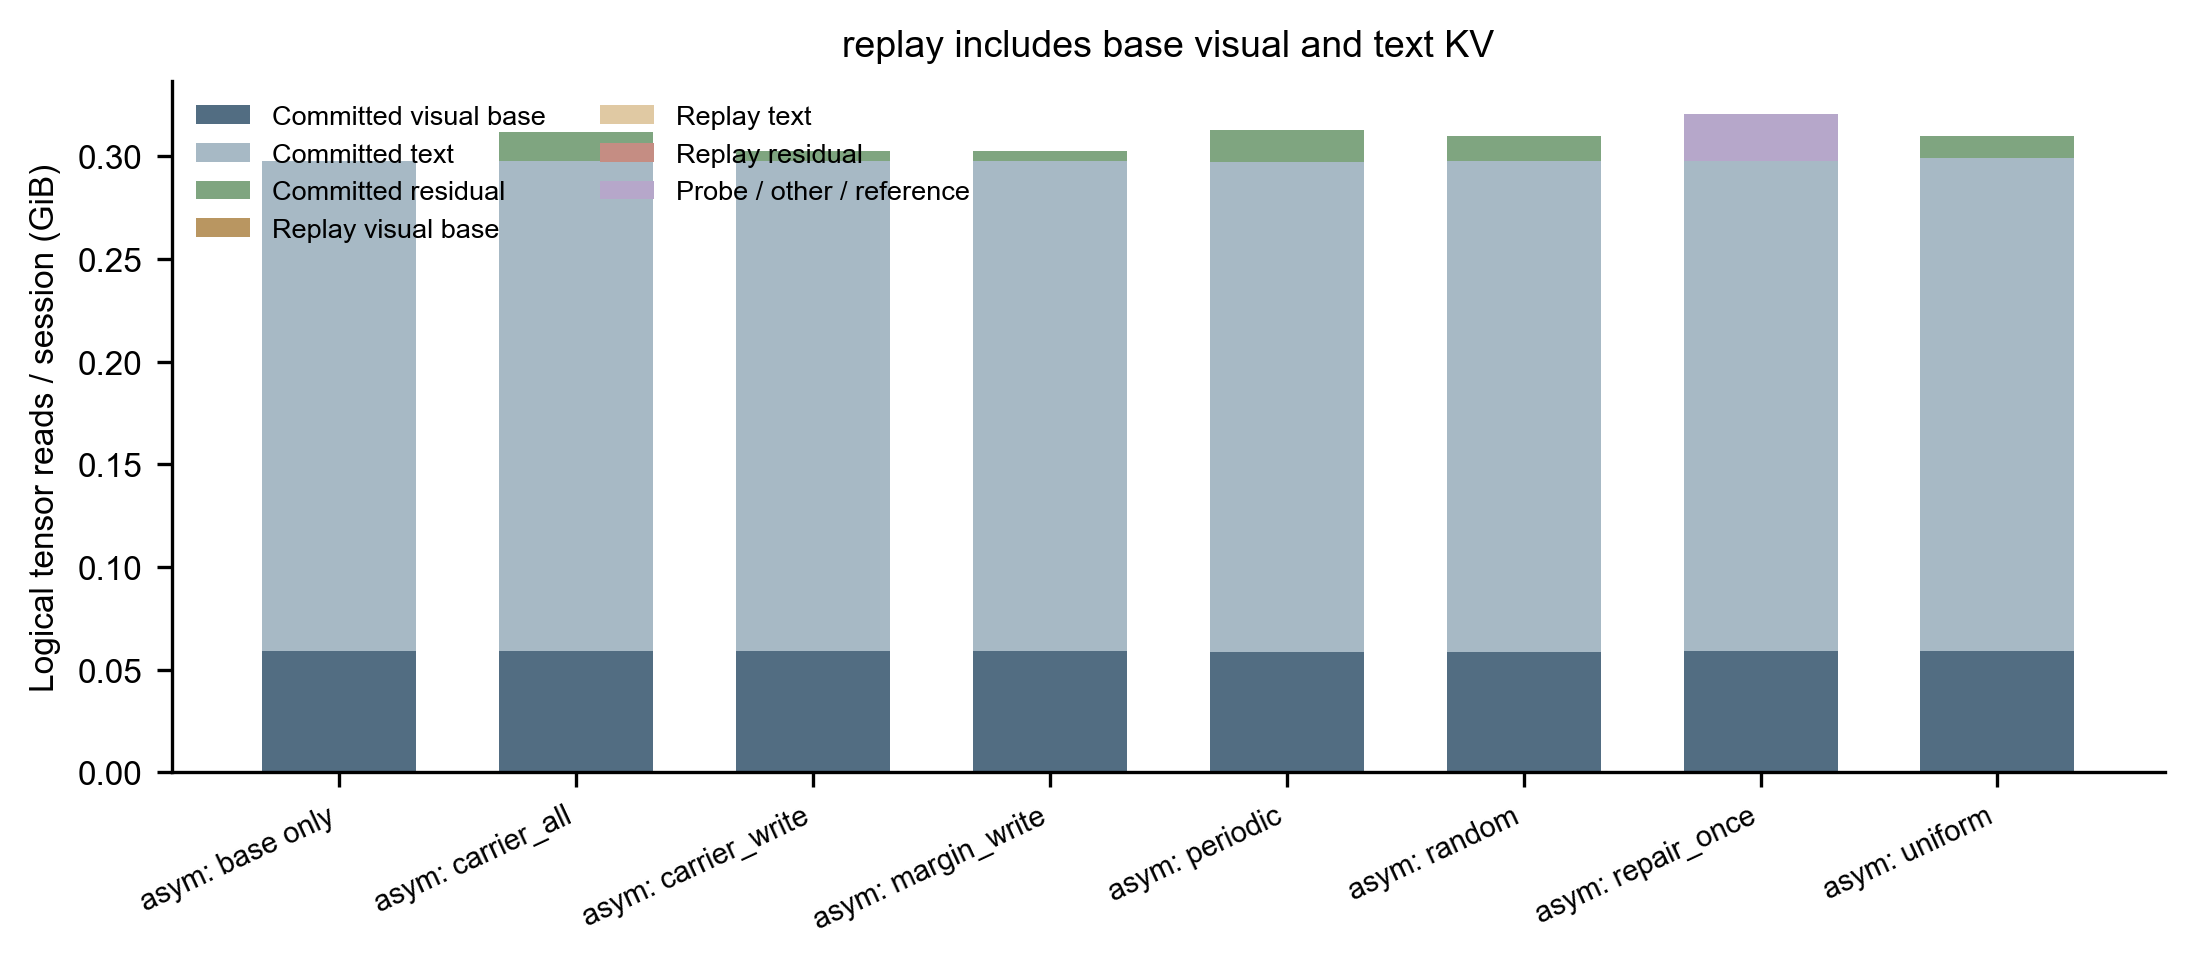 replay includes base visual and text KV
Logical tensor reads / session (GiB)
Committed visual base
Committed text
Committed residual
Replay visual base
Replay text
Replay residual
Probe / other / reference
0.30
0.25
0.20
0.15
0.10
0.05
0.00
asym: base only
asym: carrier_all
asym: carrier_write
asym: margin_write
asym: periodic
asym: random
asym: repair_once
asym: uniform